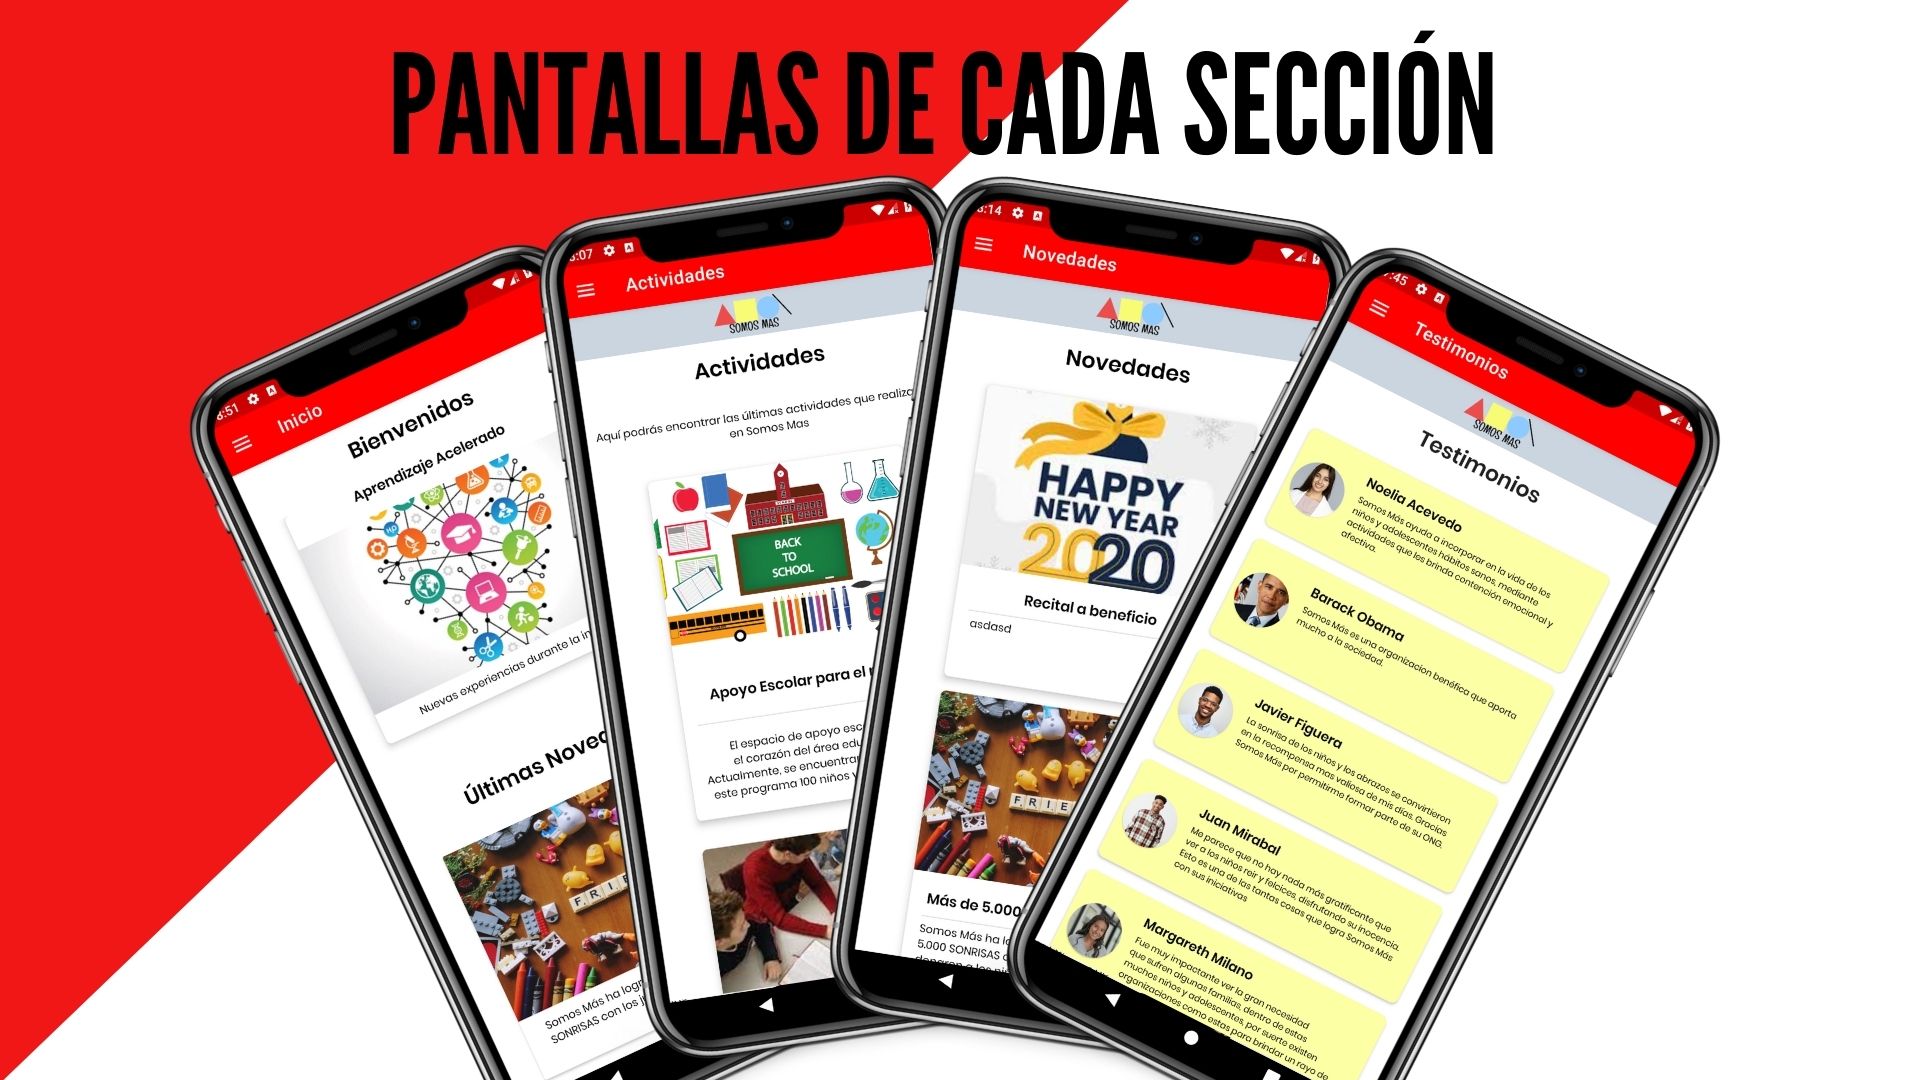 PANTALLAS DE CADA SECCIÓN
8:51
Inicio
Bienvenidos
Aprendizaje Acelerado
Nuevas experiencias durante la
Últimas
Somos Más ha
SONRISAS con los
:07
Actividades
SOMOS MAS
Actividades
Aquí podrás encontrar las últimas actividades que
en Somos Mas
BACK
TO
SCHOOL
Apoyo Escolar para el
El espacio de apoyo
el corazón del área
Actualmente, se
este programa 100 niños y
:14
Novedades
SOMOS MAS
Novedades
HAPPY
NEW YEAR
2020
Recital a beneficio
asdasd
FRIE
Más de 5.000
Somos Más ha
5.000 SONRISAS
:45
Testimonios
SOMOS MAS
Testimonios
Noelia Acevedo
Somos Más ayuda a incorporar en la vida de los
niños y adolescentes hábitos sanos, mediante
actividades que les brinda contención emocional y
afectiva.
Barack Obama
Somos Más es una organizacion benéfica que aporta
mucho a la sociedad.
Javier Figuera
La sonrisa de los niños y los abrazos se convirtieron
en la recompensa mas valiosa de mis días. Gracias
Somos Más por permitirme formar parte de su ONG.
Juan Mirabal
Me parece que no hay nada más gratificante que
ver a los niños reir y felcices, disfrutando su inocencia.
Esto es una de las tantas cosas que logra Somos Más
con sus iniciativas
Margareth Milano
Fue muy impactante ver la gran necesidad
que sufren algunas familias, dentro de estas
muchos niños y adolescentes, por suerte existen
organizaciones como estas para brindar un rayo de